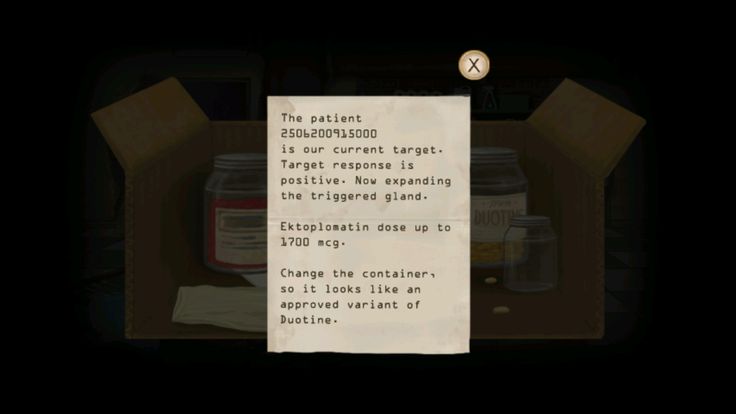 X
The patient
2506200915000
is our current target.
Target response is
positive. Now expanding
the triggered gland.
Ektoplomatin dose up to
1700 mcg.
Change the container,
so it looks like an
approved variant of
Duotine.
DUOTINE